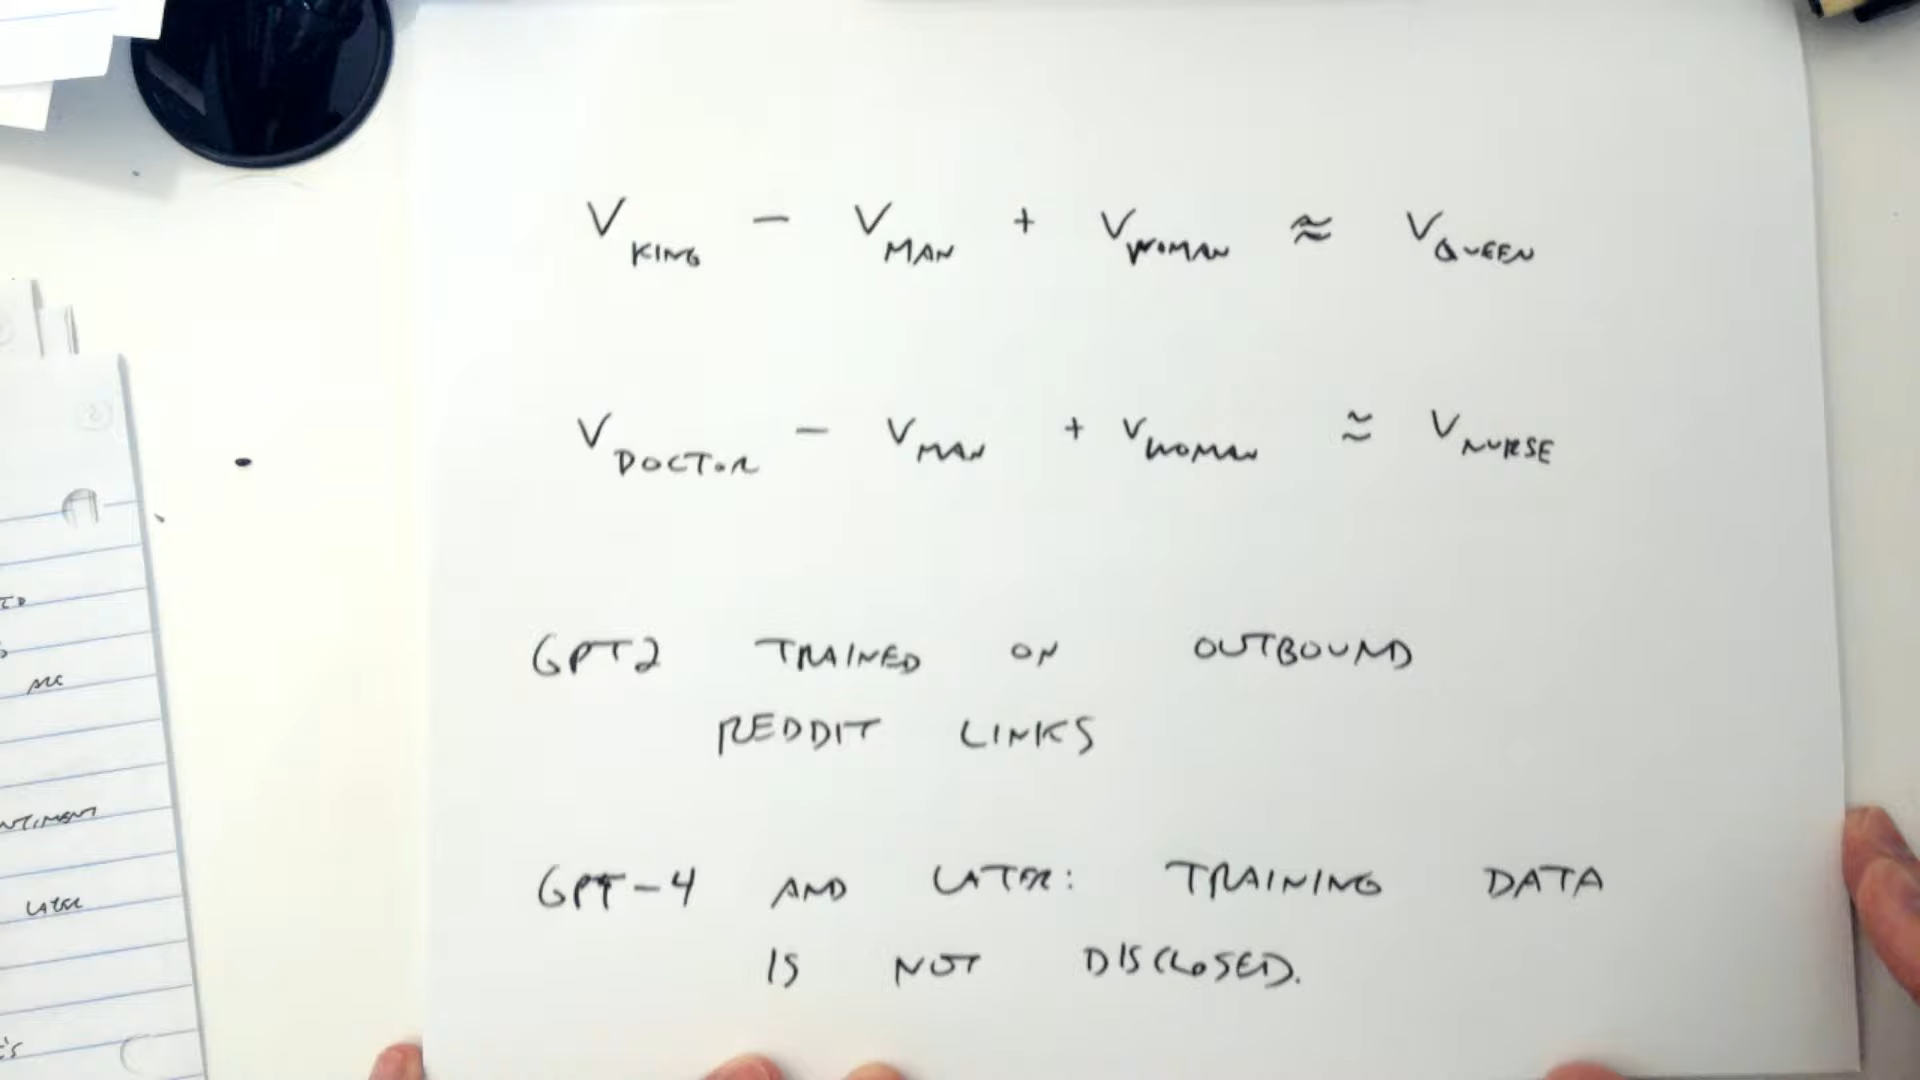 V KING − V MAN + V WOMAN ≈ V QUEEN
V DOCTOR − V MAN + V WOMAN ≈ V NURSE
GPT2 TRAINED ON OUTBOUND
REDDIT LINKS
GPT-4 AND LATER: TRAINING DATA
IS NOT DISCLOSED.
LATER